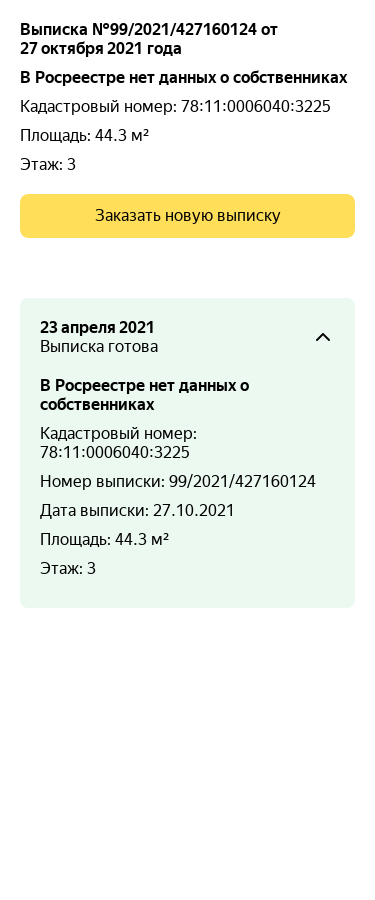 Выписка №99/2021/427160124 от
27 октября 2021 года
В Росреестре нет данных о собственниках
Кадастровый номер: 78:11:0006040:3225
Площадь: 44.3 м²
Этаж: 3
Заказать новую выписку
23 апреля 2021
Выписка готова
В Росреестре нет данных о
собственниках
Кадастровый номер:
78:11:0006040:3225
Номер выписки: 99/2021/427160124
Дата выписки: 27.10.2021
Площадь: 44.3 м²
Этаж: 3